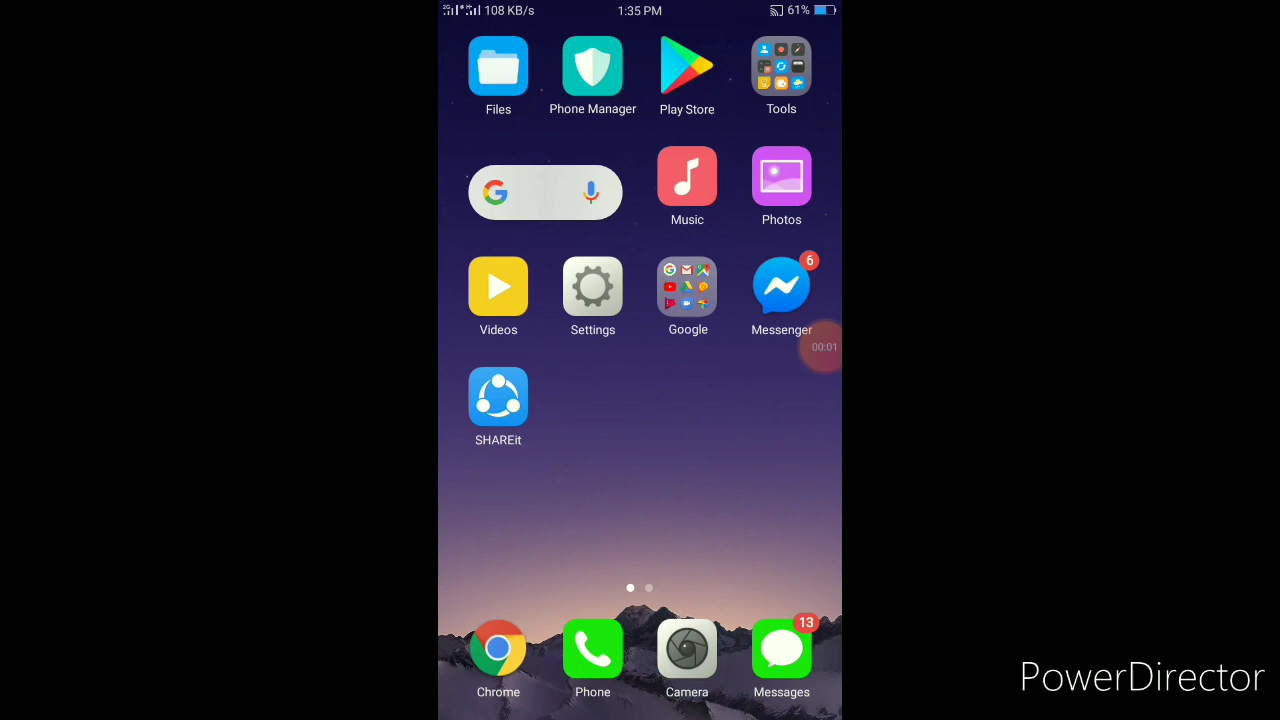 108 KB/s 1:35 PM 61%
Files Phone Manager Play Store Tools
Music Photos
6
Videos Settings Google Messenger
00:01
SHAREit
13
Chrome Phone Camera Messages
PowerDirector